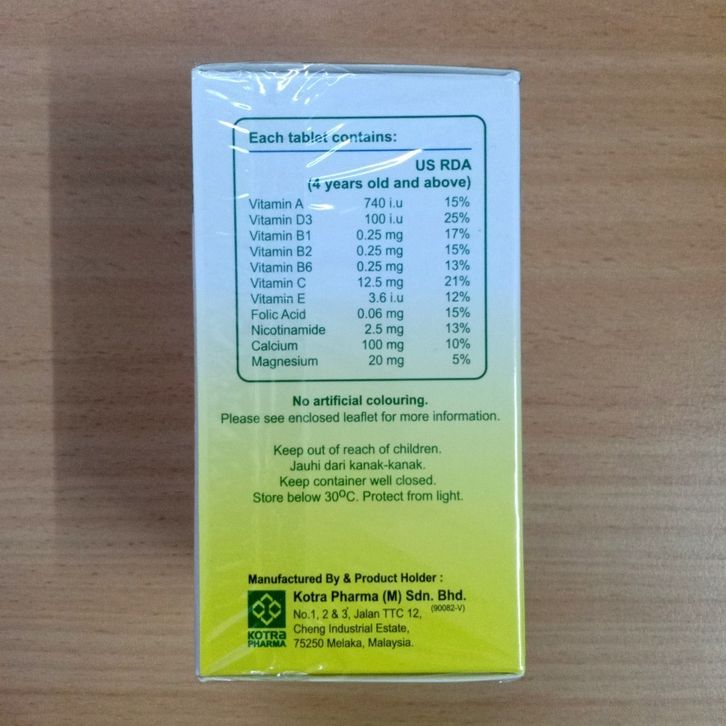 Each tablet contains:
US RDA
(4 years old and above)
Vitamin A 740 i.u 15%
Vitamin D3 100 i.u 25%
Vitamin B1 0.25 mg 17%
Vitamin B2 0.25 mg 15%
Vitamin B6 0.25 mg 13%
Vitamin C 12.5 mg 21%
Vitamin E 3.6 i.u 12%
Folic Acid 0.06 mg 15%
Nicotinamide 2.5 mg 13%
Calcium 100 mg 10%
Magnesium 20 mg 5%
No artificial colouring.
Please see enclosed leaflet for more information.
Keep out of reach of children.
Jauhi dari kanak-kanak.
Keep container well closed.
Store below 30ºC. Protect from light.
Manufactured By & Product Holder :
Kotra Pharma (M) Sdn. Bhd.
(90082-V)
No.1, 2 & 3, Jalan TTC 12,
Cheng Industrial Estate,
75250 Melaka, Malaysia.
KOTRA
PHARMA